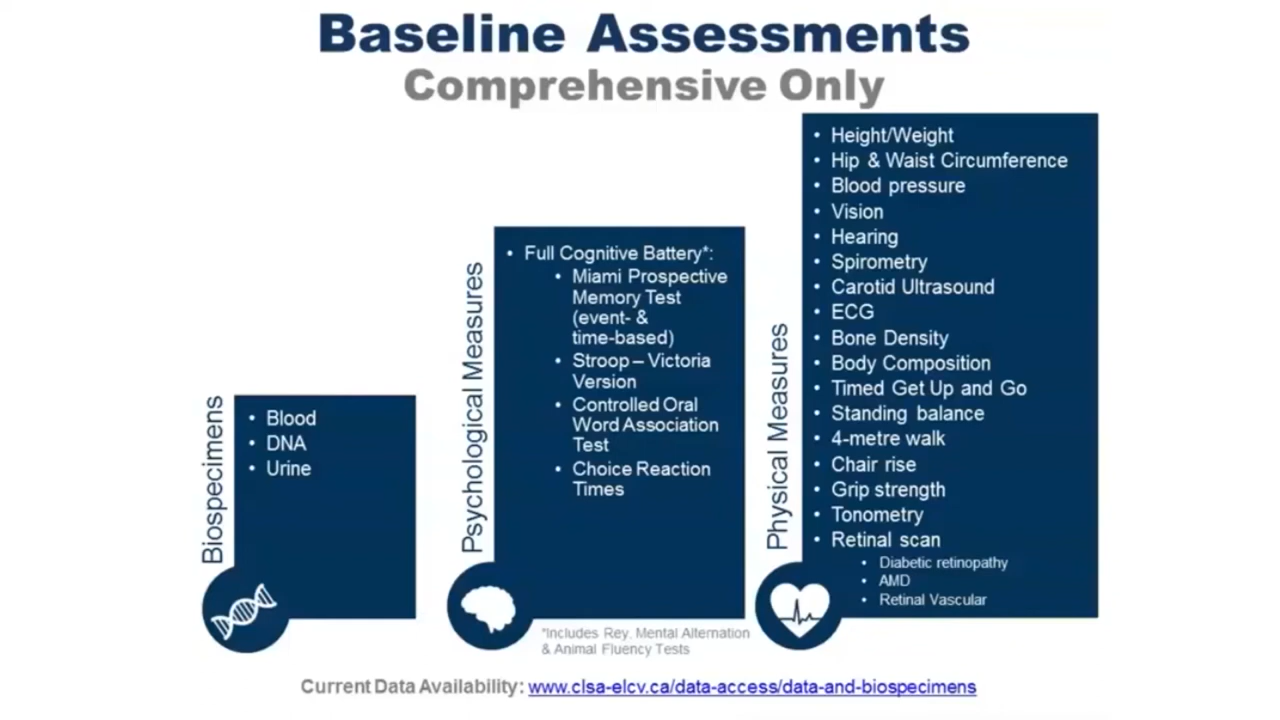 Baseline Assessments
Comprehensive Only
Biospecimens
• Blood
• DNA
• Urine
Psychological Measures
• Full Cognitive Battery*:
• Miami Prospective
Memory Test
(event- &
time-based)
• Stroop – Victoria
Version
• Controlled Oral
Word Association
Test
• Choice Reaction
Times
*Includes Rey, Mental Alternation
& Animal Fluency Tests
Physical Measures
• Height/Weight
• Hip & Waist Circumference
• Blood pressure
• Vision
• Hearing
• Spirometry
• Carotid Ultrasound
• ECG
• Bone Density
• Body Composition
• Timed Get Up and Go
• Standing balance
• 4-metre walk
• Chair rise
• Grip strength
• Tonometry
• Retinal scan
• Diabetic retinopathy
• AMD
• Retinal Vascular
Current Data Availability: www.clsa-elcv.ca/data-access/data-and-biospecimens